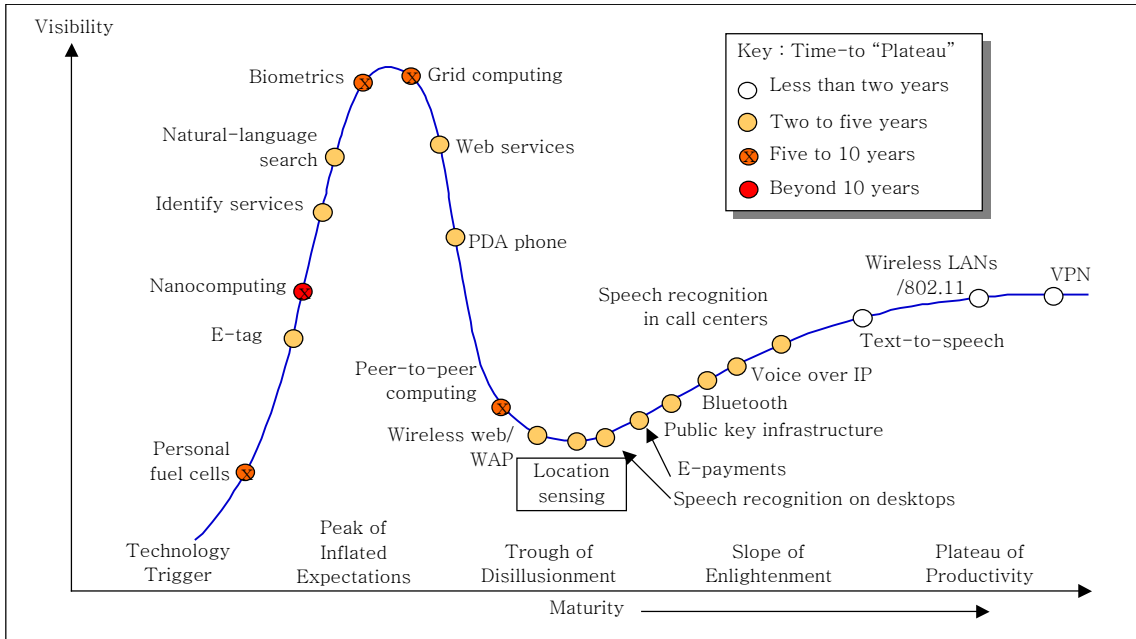 Visibility
Key : Time-to “Plateau”
Less than two years
Two to five years
x Five to 10 years
Beyond 10 years
Biometrics x
x Grid computing
Natural-language
search
Web services
Identify services
PDA phone
Nanocomputing x
E-tag
Wireless LANs
/802.11
VPN
Speech recognition
in call centers
Text-to-speech
Peer-to-peer
computing
x
Voice over IP
Bluetooth
Wireless web/
WAP
Public key infrastructure
Personal
fuel cells
x
Location
sensing
E-payments
Speech recognition on desktops
Technology
Trigger
Peak of
Inflated
Expectations
Trough of
Disillusionment
Slope of
Enlightenment
Plateau of
Productivity
Maturity